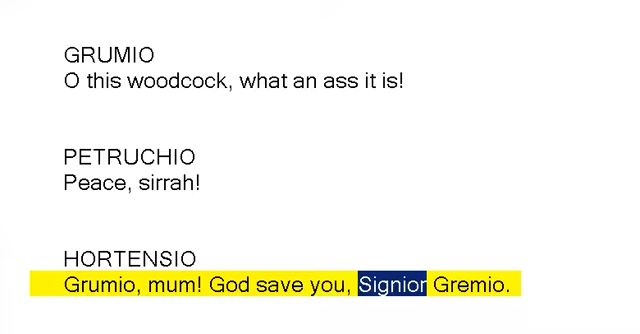 GRUMIO
O this woodcock, what an ass it is!
PETRUCHIO
Peace, sirrah!
HORTENSIO
Grumio, mum! God save you, Signior Gremio.